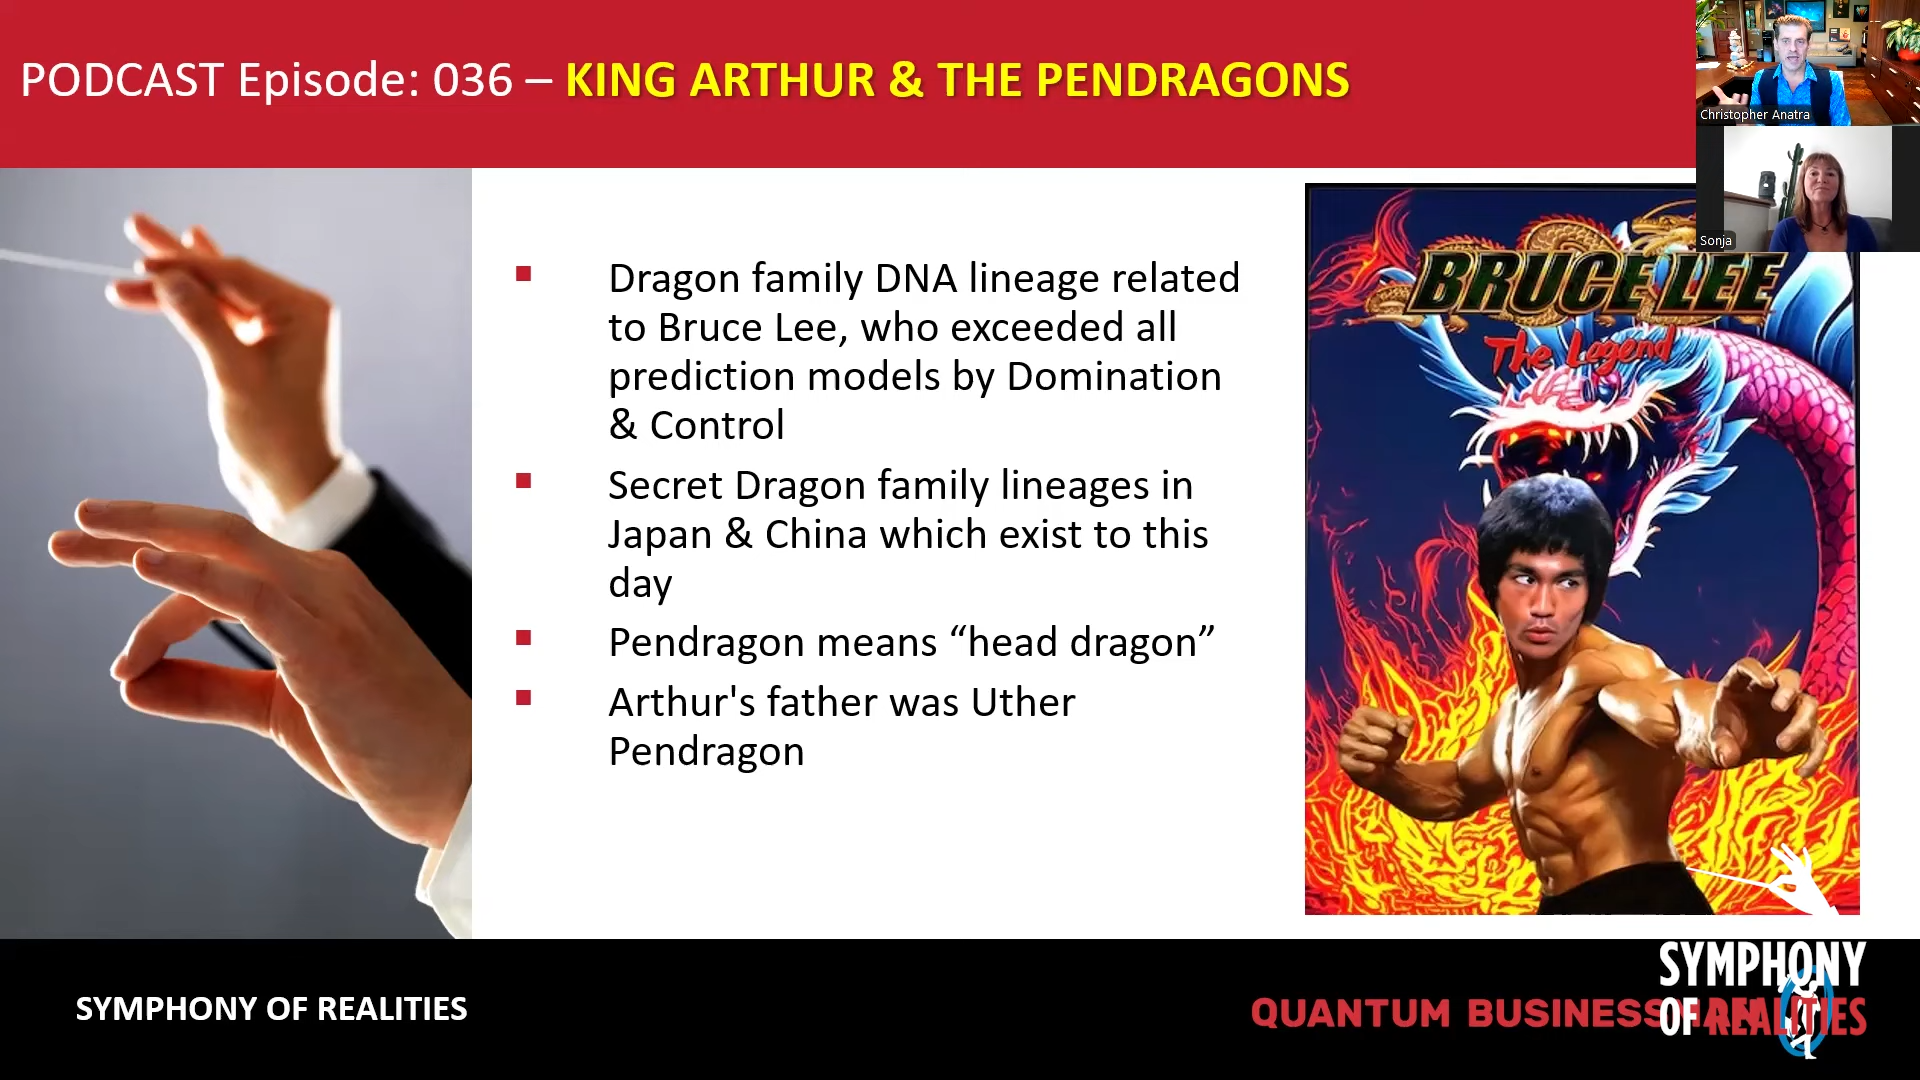 PODCAST Episode: 036 – KING ARTHUR & THE PENDRAGONS
Christopher Anatra
Sonja
Dragon family DNA lineage related
to Bruce Lee, who exceeded all
prediction models by Domination
& Control
Secret Dragon family lineages in
Japan & China which exist to this
day
Pendragon means “head dragon”
Arthur's father was Uther
Pendragon
BRUCE LEE
The Legend
SYMPHONY OF REALITIES
QUANTUM BUSINESS
SYMPHONY
OF REALITIES